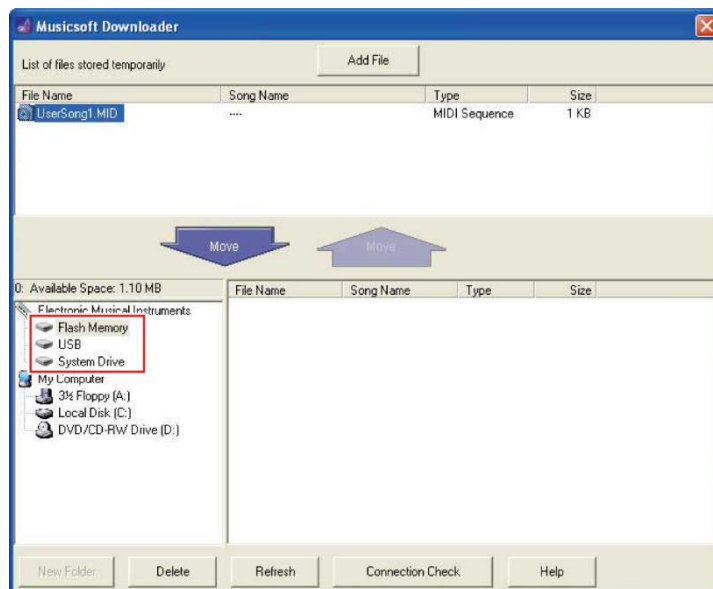 Musicsoft Downloader
List of files stored temporarily
Add File
File Name Song Name Type Size
UserSong1.MID ---- MIDI Sequence 1 KB
Move Move
0: Available Space: 1.10 MB
File Name Song Name Type Size
Electronic Musical Instruments
Flash Memory
USB
System Drive
My Computer
3½ Floppy (A:)
Local Disk (C:)
DVD/CD-RW Drive (D:)
New Folder Delete Refresh Connection Check Help